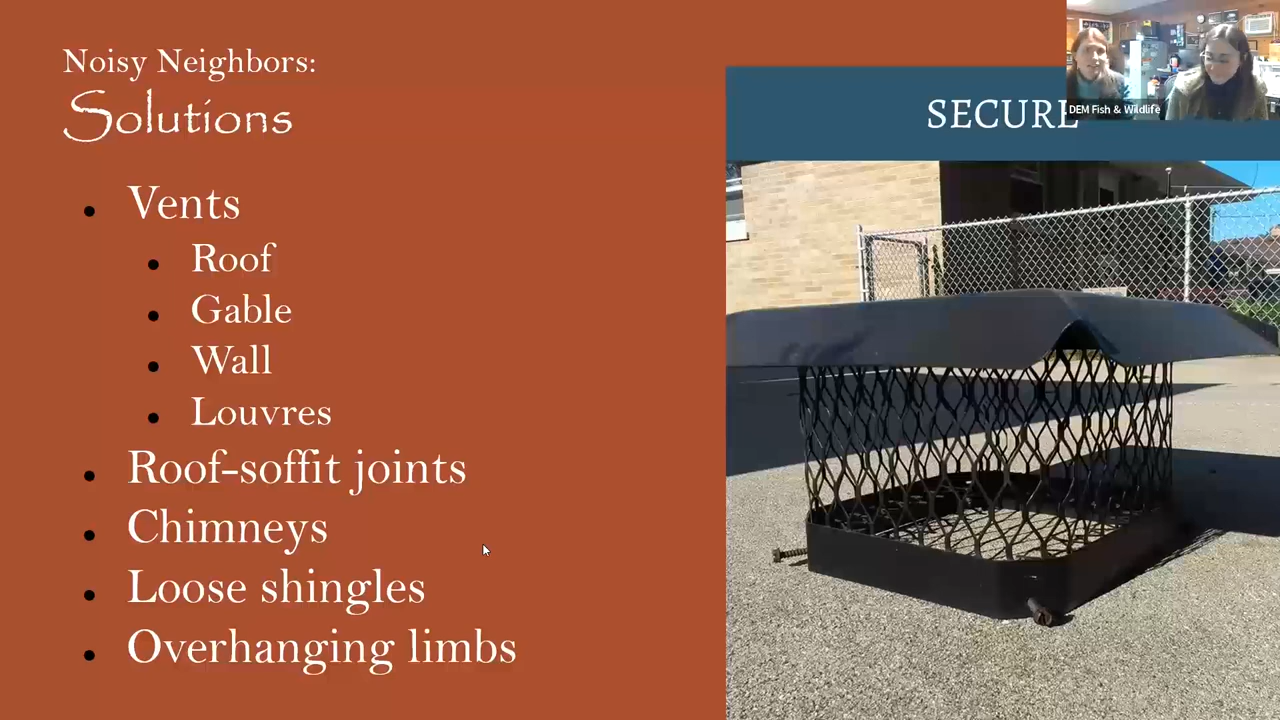 Noisy Neighbors:
Solutions
Vents
Roof
Gable
Wall
Louvres
Roof-soffit joints
Chimneys
Loose shingles
Overhanging limbs
SECURE
DEM Fish & Wildlife